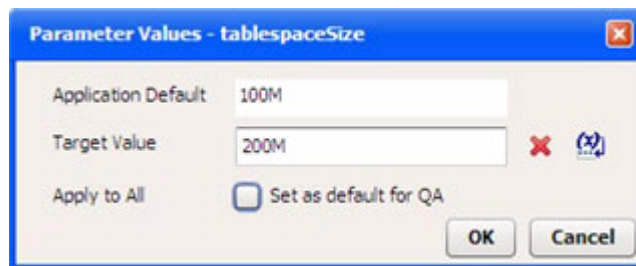 Parameter Values - tablespaceSize
Application Default 100M
Target Value 200M (x)
Apply to All Set as default for QA
OK Cancel